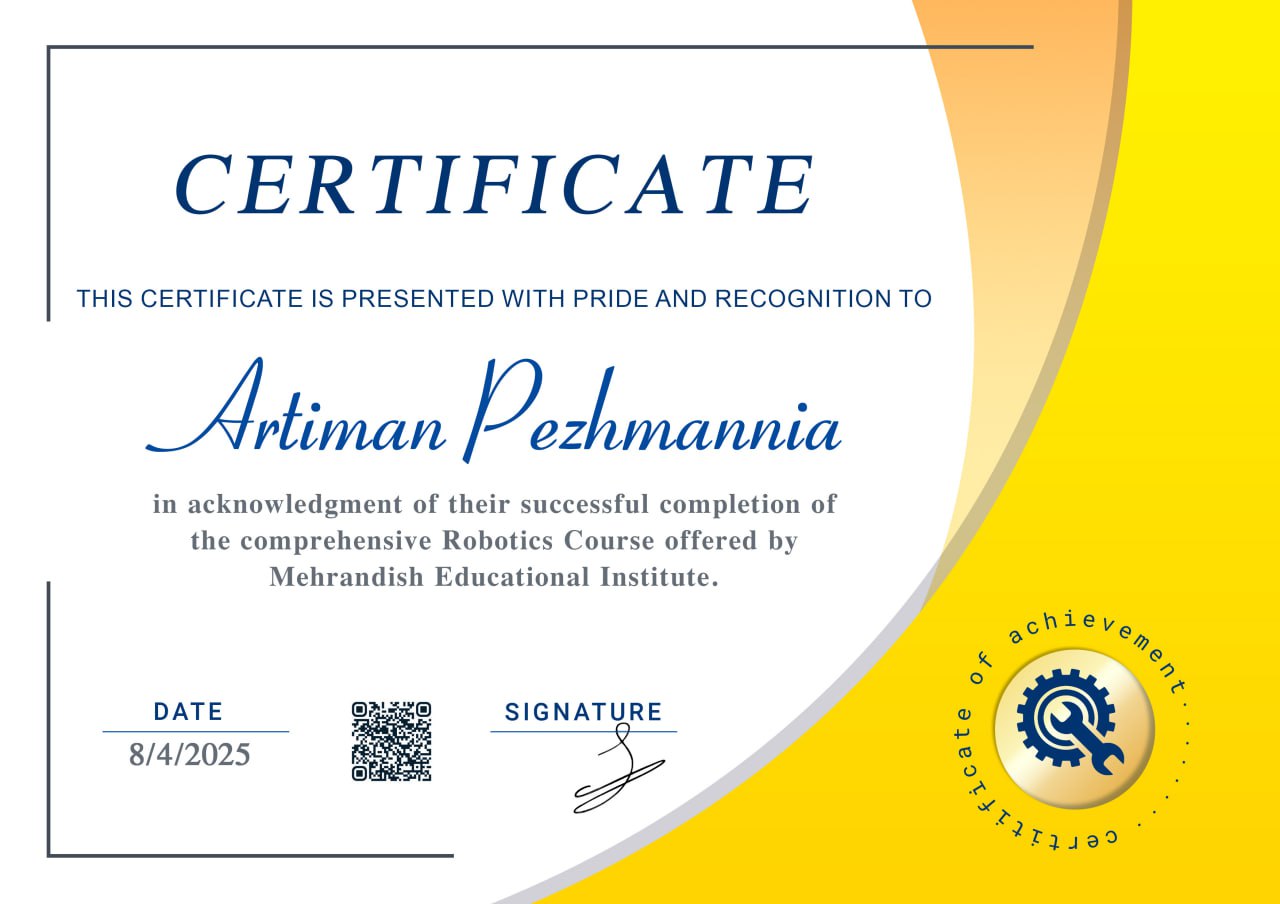 CERTIFICATE
THIS CERTIFICATE IS PRESENTED WITH PRIDE AND RECOGNITION TO
Artiman Pezhmannia
in acknowledgment of their successful completion of
the comprehensive Robotics Course offered by
Mehrandish Educational Institute.
DATE
8/4/2025
SIGNATURE
certificate of achievement.........